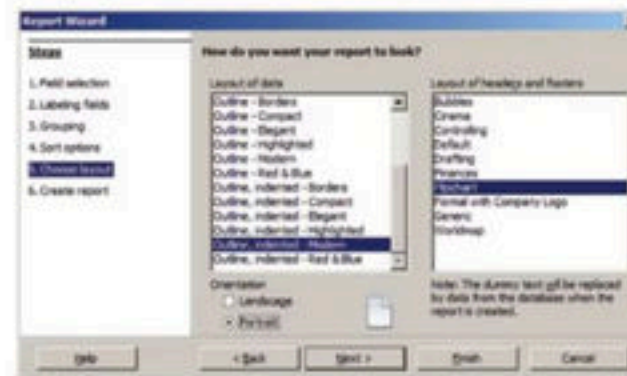 Report Wizard
Steps
1. Field selection
2. Labeling fields
3. Grouping
4. Sort options
5. Choose layout
6. Create report
How do you want your report to look?
Layout of data
Outline - Borders
Outline - Compact
Outline - Elegant
Outline - Highlighted
Outline - Modern
Outline - Red & Blue
Outline, indented - Borders
Outline, indented - Compact
Outline, indented - Elegant
Outline, indented - Highlighted
Outline, indented - Modern
Outline, indented - Red & Blue
Layout of headers and footers
Bubbles
Cinema
Controlling
Default
Drafting
Finances
Flipchart
Formal with Company Logo
Generic
Worldmap
Orientation
Landscape
Portrait
Note: The dummy text will be replaced
by data from the database when the
report is created.
Help
< Back
Next >
Finish
Cancel